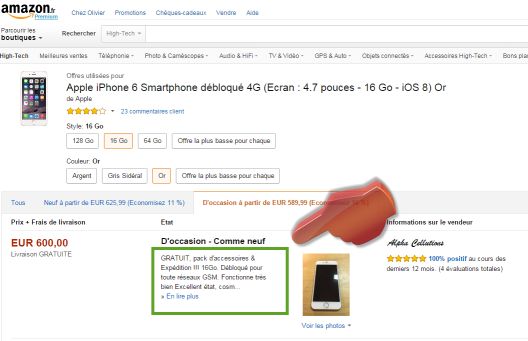 amazon.fr
Premium
Chez Olivier Promotions Chèques-cadeaux Vendre Aide
Parcourir les
boutiques
Rechercher High-Tech
High-Tech Meilleures ventes Téléphonie Photo & Caméscopes Audio & HiFi TV & Vidéo GPS & Auto Objets connectés Accessoires High-Tech Bons plan
Offres utilisées pour
Apple iPhone 6 Smartphone débloqué 4G (Ecran : 4.7 pouces - 16 Go - iOS 8) Or
de Apple
23 commentaires client
Style: 16 Go
128 Go 16 Go 64 Go Offre la plus basse pour chaque
Couleur: Or
Argent Gris Sidéral Or Offre la plus basse pour chaque
Tous Neuf à partir de EUR 625,99 (Economisez 11 %) D'occasion à partir de EUR 589,99 (Economisez %)
Prix + Frais de livraison Etat Informations sur le vendeur
EUR 600,00 D'occasion - Comme neuf Alpha Cellutions
Livraison GRATUITE
GRATUIT, pack d'accessoires &
Expédition !!! 16Go. Débloqué pour
toute réseaux GSM. Fonctionne très
bien Excellent état, cosm...
» En lire plus
100% positif au cours des
derniers 12 mois. (4 évaluations totales)
Voir les photos